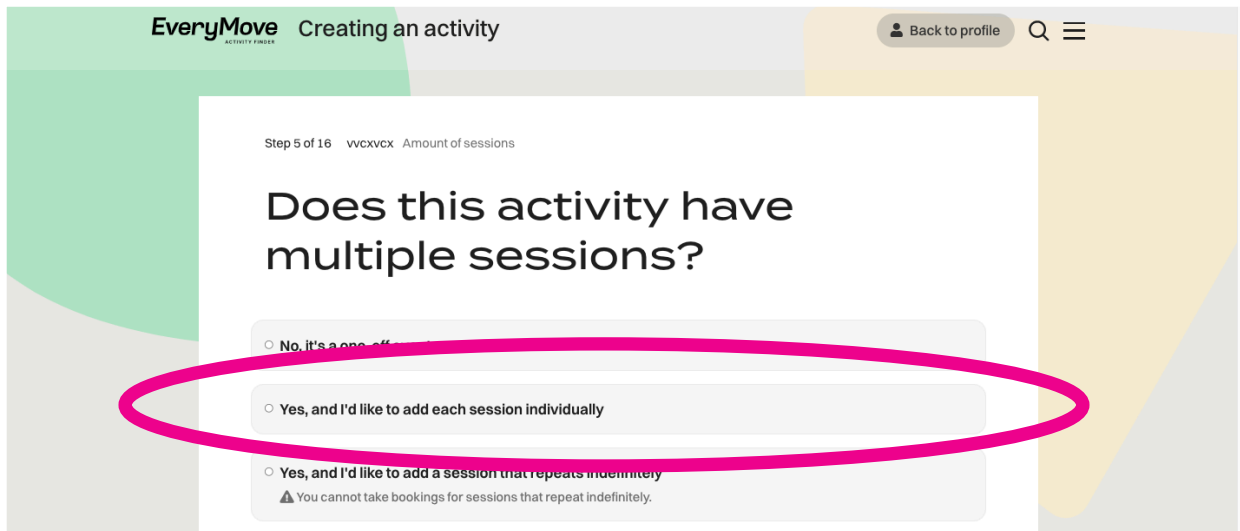 EveryMove
ACTIVITY FINDER
Creating an activity
Back to profile
Step 5 of 16 vvcxvcx Amount of sessions
Does this activity have
multiple sessions?
No, it's a one-off
Yes, and I'd like to add each session individually
Yes, and I'd like to add a session that repeats indefinitely
You cannot take bookings for sessions that repeat indefinitely.